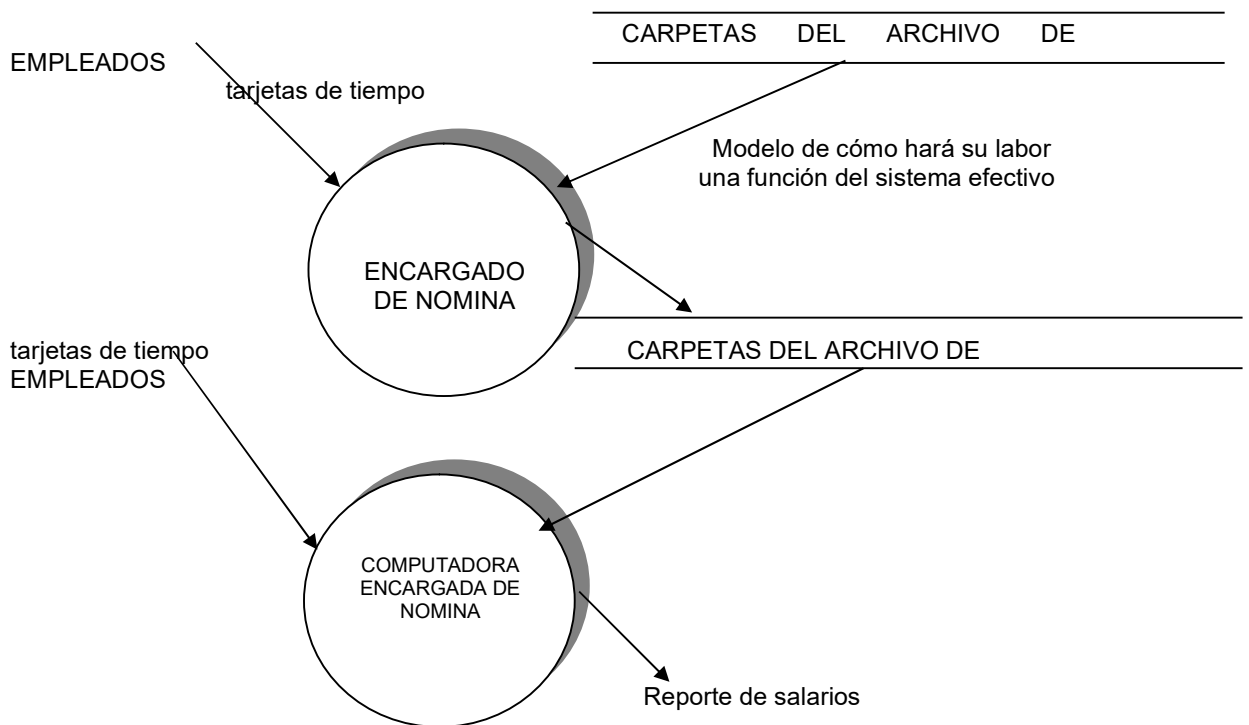 CARPETAS DEL ARCHIVO DE
EMPLEADOS
tarjetas de tiempo
Modelo de cómo hará su labor
una función del sistema efectivo
ENCARGADO
DE NOMINA
tarjetas de tiempo
EMPLEADOS
CARPETAS DEL ARCHIVO DE
COMPUTADORA
ENCARGADA DE
NOMINA
Reporte de salarios